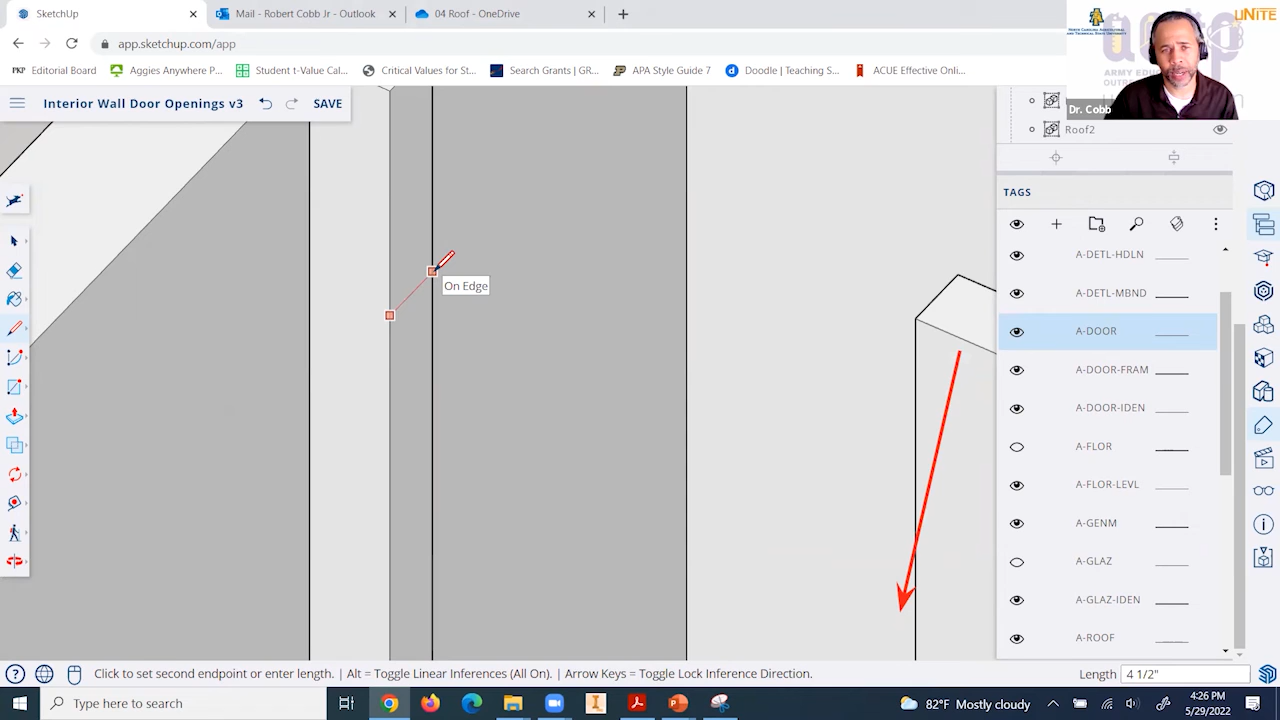 SketchUp
Mail - Robert Cobb Jr - Outlook
04 Roof - OneDrive
UNITE
app.sketchup.com/app
PKP Editorial Board
Aggies Anywhere P...
Student Value Cal...
Search Grants | GR...
APA Style Guide 7
Doodle | Teaching S...
ACUE Effective Onli...
Dr. Cobb
Interior Wall Door Openings v3
SAVE
Roof2
TAGS
A-DETL-HDLN
A-DETL-MBND
A-DOOR
A-DOOR-FRAM
A-DOOR-IDEN
A-FLOR
A-FLOR-LEVL
A-GENM
A-GLAZ
A-GLAZ-IDEN
A-ROOF
On Edge
Click to set second endpoint or enter length. | Alt = Toggle Linear Inferences (All On). | Arrow Keys = Toggle Lock Inference Direction.
Length 4 1/2"
Type here to search
82°F Mostly cloudy
4:26 PM
5/29/2022